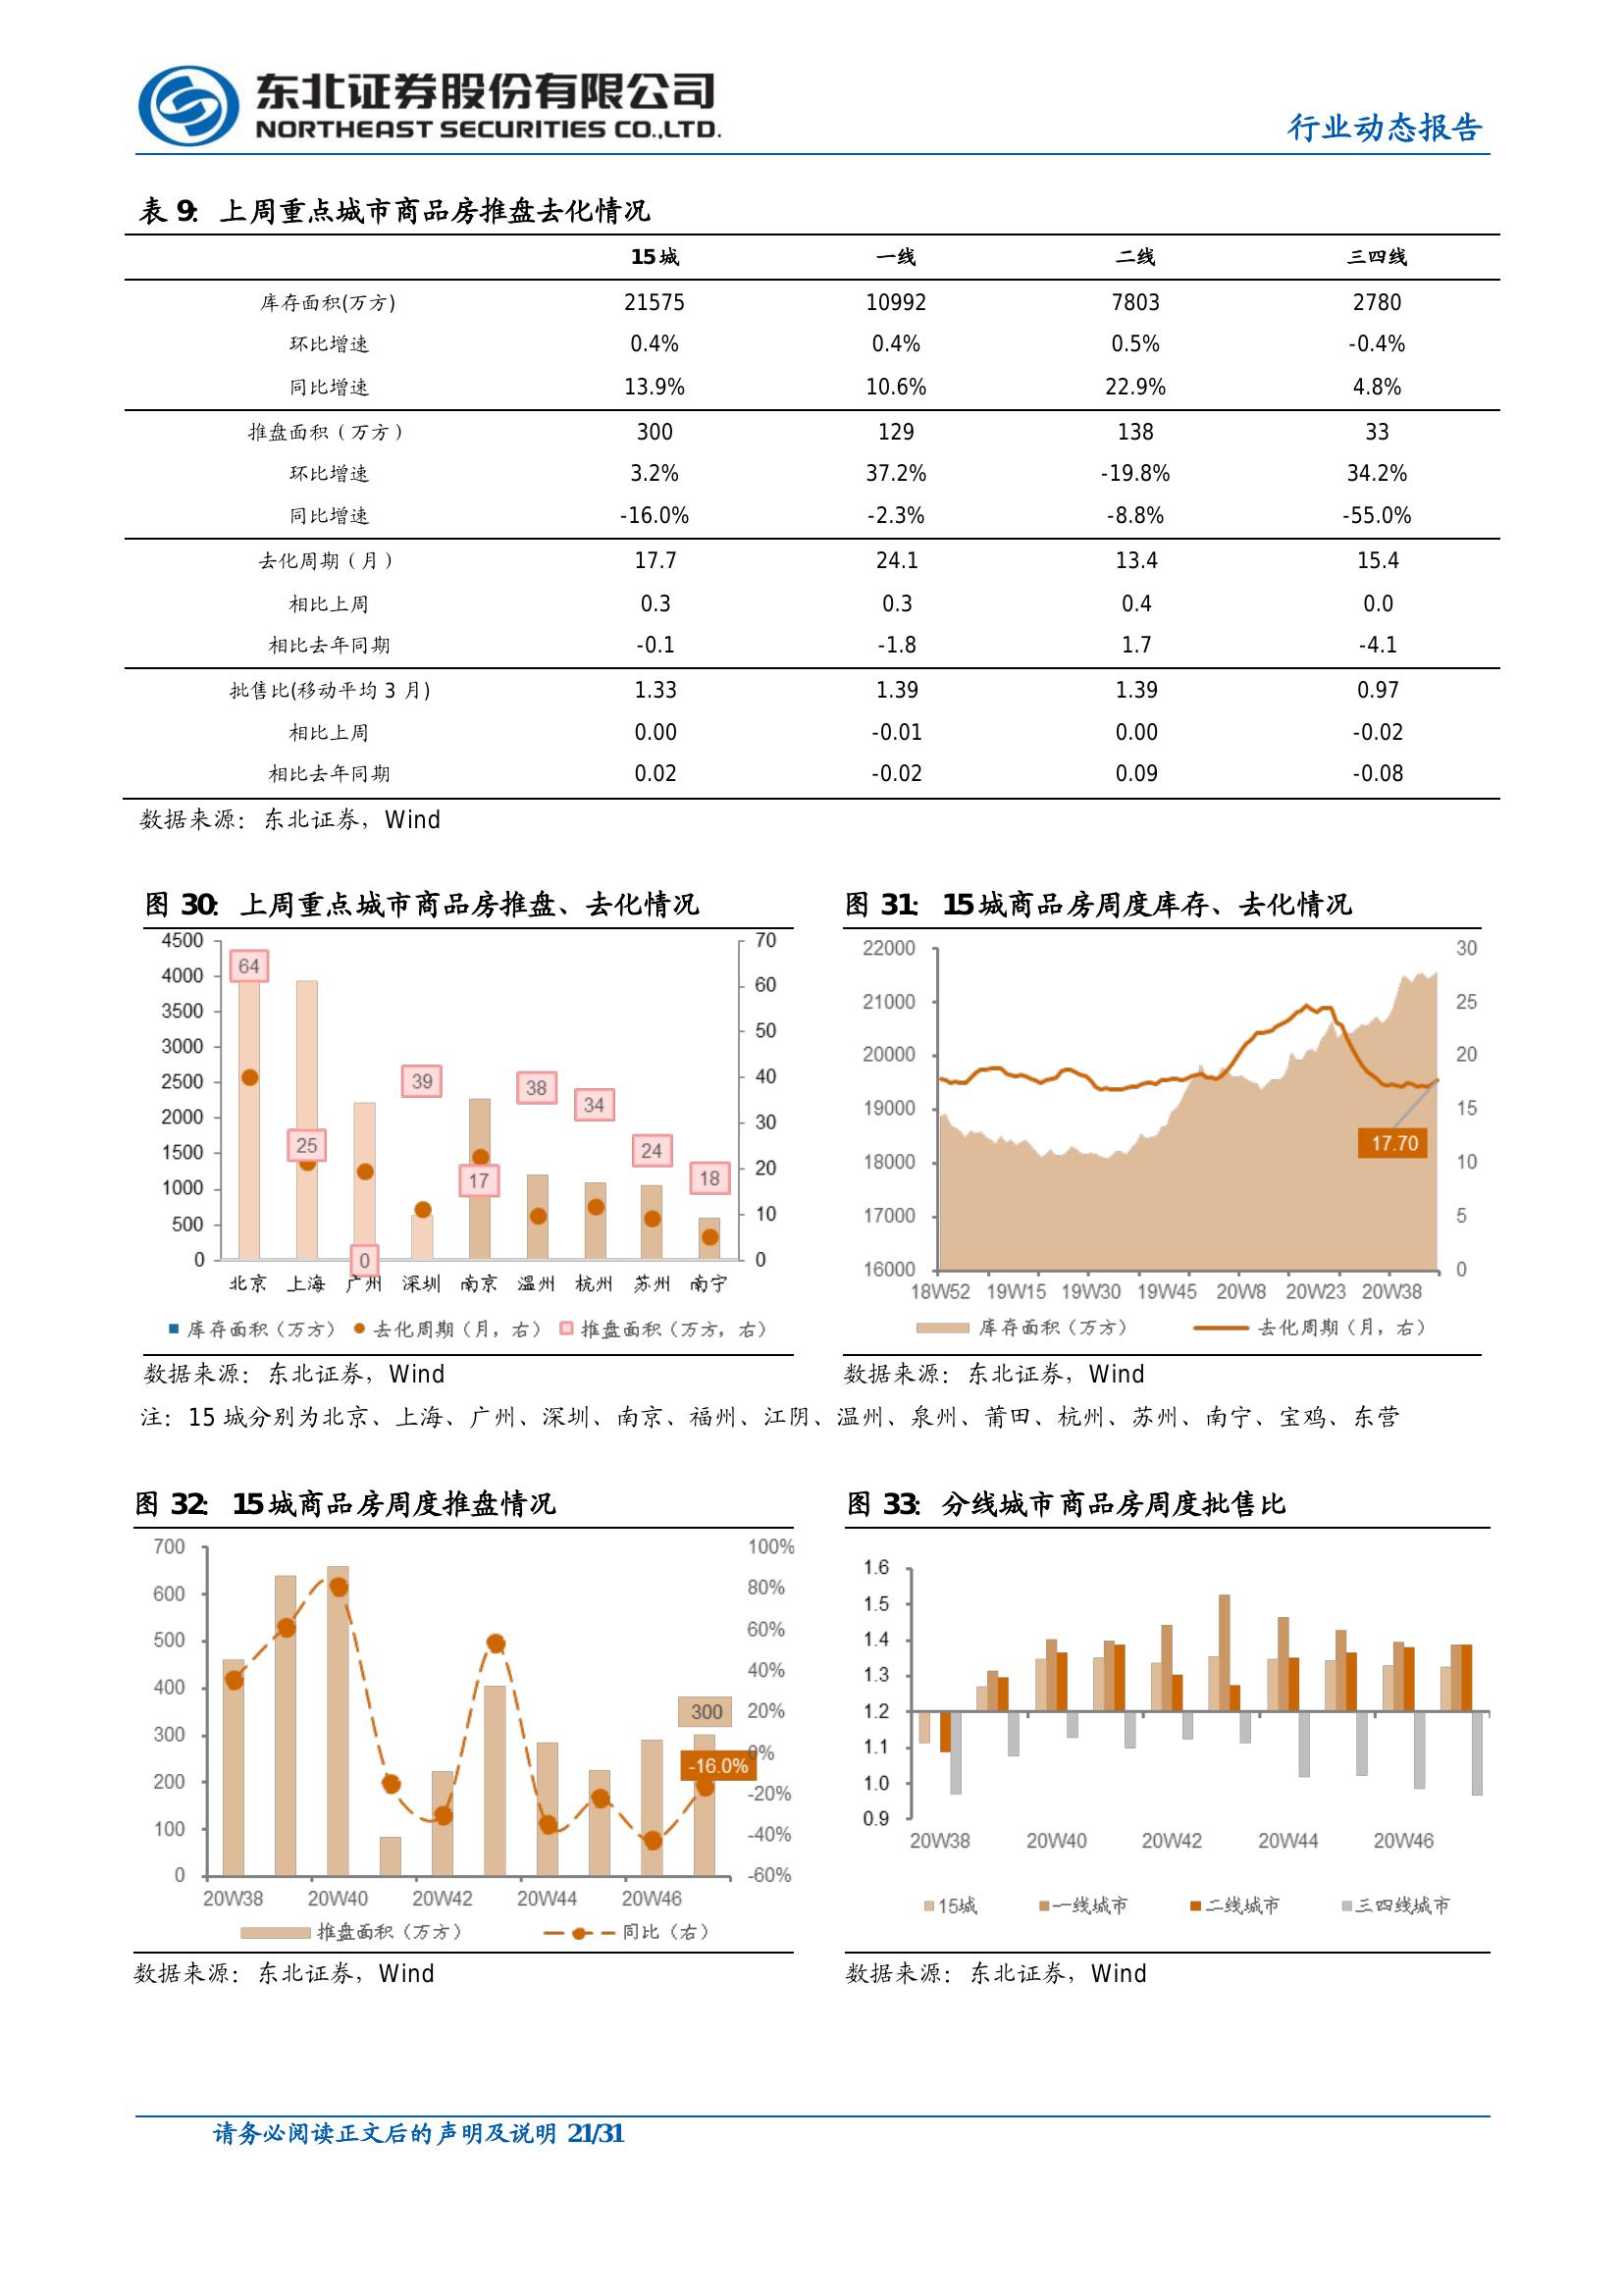 东北证券股份有限公司
NORTHEAST SECURITIES CO.,LTD.
行业动态报告
表 9: 上周重点城市商品房推盘去化情况
15城 一线 二线 三四线
库存面积(万方) 21575 10992 7803 2780
环比增速 0.4% 0.4% 0.5% -0.4%
同比增速 13.9% 10.6% 22.9% 4.8%
推盘面积（万方） 300 129 138 33
环比增速 3.2% 37.2% -19.8% 34.2%
同比增速 -16.0% -2.3% -8.8% -55.0%
去化周期（月） 17.7 24.1 13.4 15.4
相比上周 0.3 0.3 0.4 0.0
相比去年同期 -0.1 -1.8 1.7 -4.1
批售比(移动平均 3 月) 1.33 1.39 1.39 0.97
相比上周 0.00 -0.01 0.00 -0.02
相比去年同期 0.02 -0.02 0.09 -0.08
数据来源：东北证券，Wind
图 30: 上周重点城市商品房推盘、去化情况
4500
4000
3500
3000
2500
2000
1500
1000
500
0
70
60
50
40
30
20
10
0
64
25
0
39
17
38
34
24
18
北京 上海 广州 深圳 南京 温州 杭州 苏州 南宁
库存面积（万方） 去化周期（月，右） 推盘面积（万方，右）
数据来源：东北证券，Wind
图 31: 15城商品房周度库存、去化情况
22000
21000
20000
19000
18000
17000
16000
30
25
20
15
10
5
0
17.70
18W52 19W15 19W30 19W45 20W8 20W23 20W38
库存面积（万方） 去化周期（月，右）
数据来源：东北证券，Wind
注：15 城分别为北京、上海、广州、深圳、南京、福州、江阴、温州、泉州、莆田、杭州、苏州、南宁、宝鸡、东营
图 32: 15城商品房周度推盘情况
700
600
500
400
300
200
100
0
100%
80%
60%
40%
20%
0%
-20%
-40%
-60%
300
-16.0%
20W38 20W40 20W42 20W44 20W46
推盘面积（万方） 同比（右）
数据来源：东北证券，Wind
图 33: 分线城市商品房周度批售比
1.6
1.5
1.4
1.3
1.2
1.1
1.0
0.9
20W38 20W40 20W42 20W44 20W46
15城 一线城市 二线城市 三四线城市
数据来源：东北证券，Wind
请务必阅读正文后的声明及说明 21/31